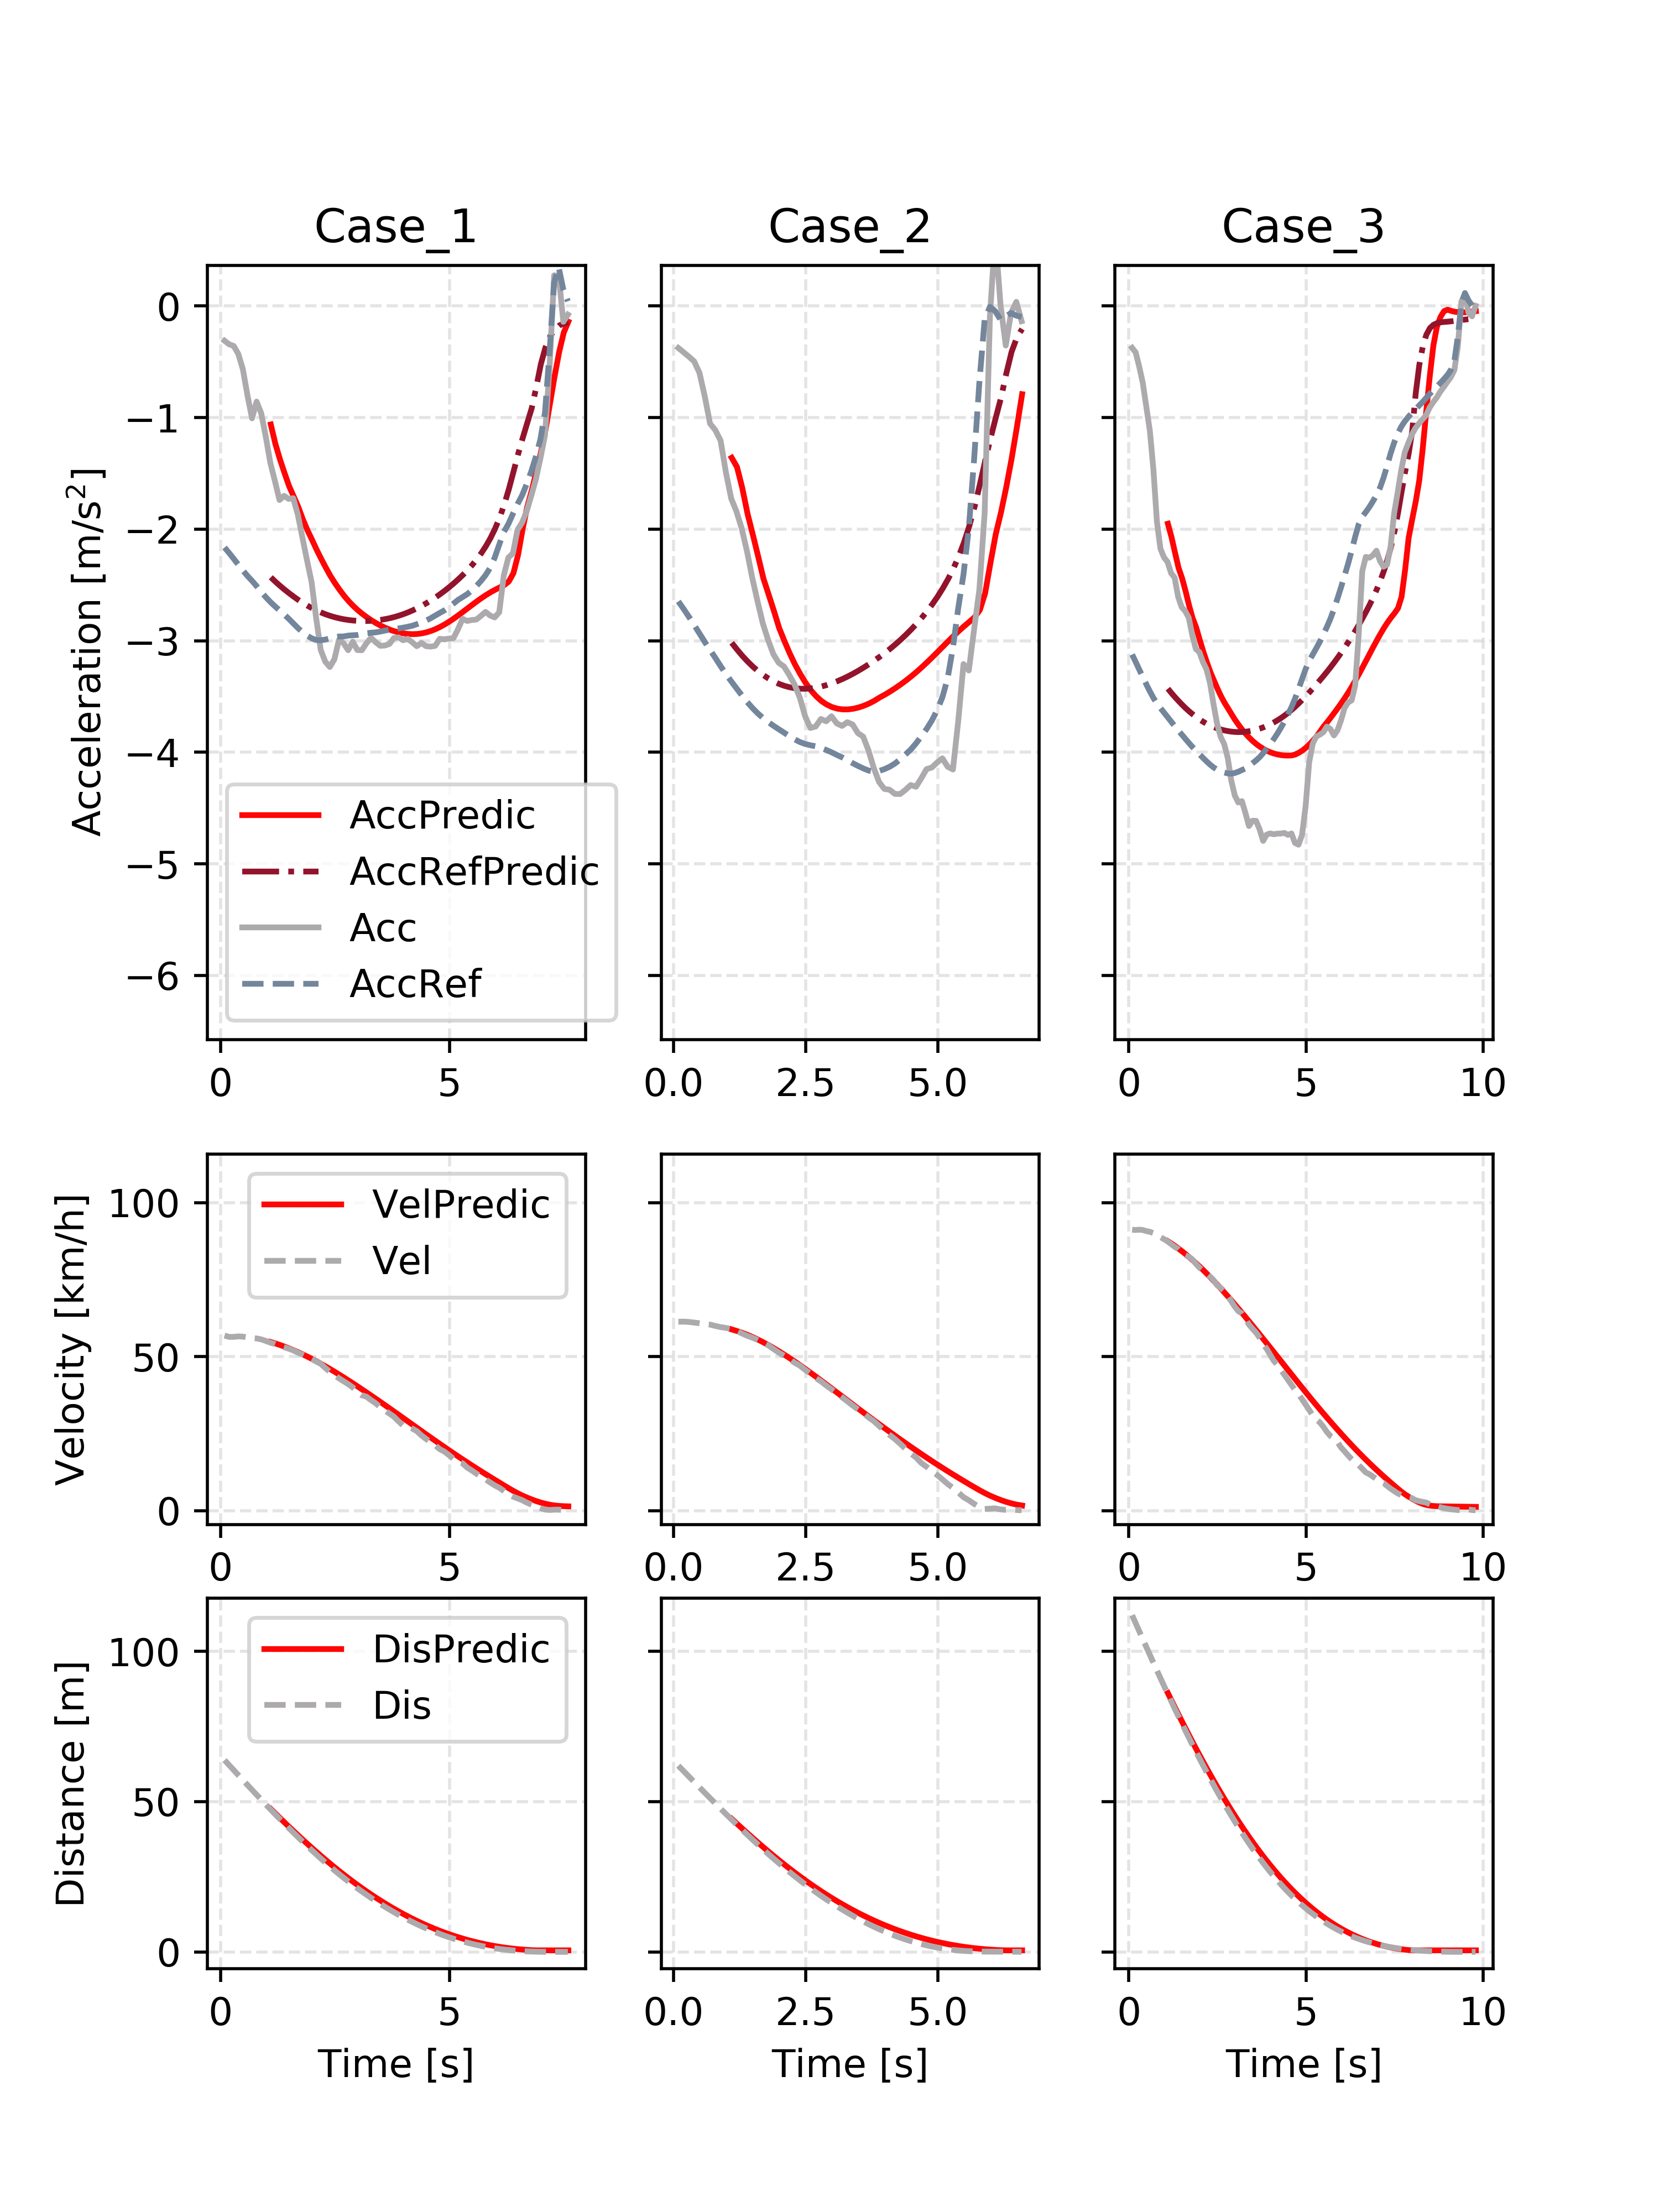 Case_1 Case_2 Case_3
Acceleration [m/s²]
0
−1
−2
−3
−4
−5
−6
AccPredic
AccRefPredic
Acc
AccRef
0 5 0.0 2.5 5.0 0 5 10
Velocity [km/h]
100
50
0
VelPredic
Vel
0 5 0.0 2.5 5.0 0 5 10
Distance [m]
100
50
0
DisPredic
Dis
0 5 0.0 2.5 5.0 0 5 10
Time [s] Time [s] Time [s]